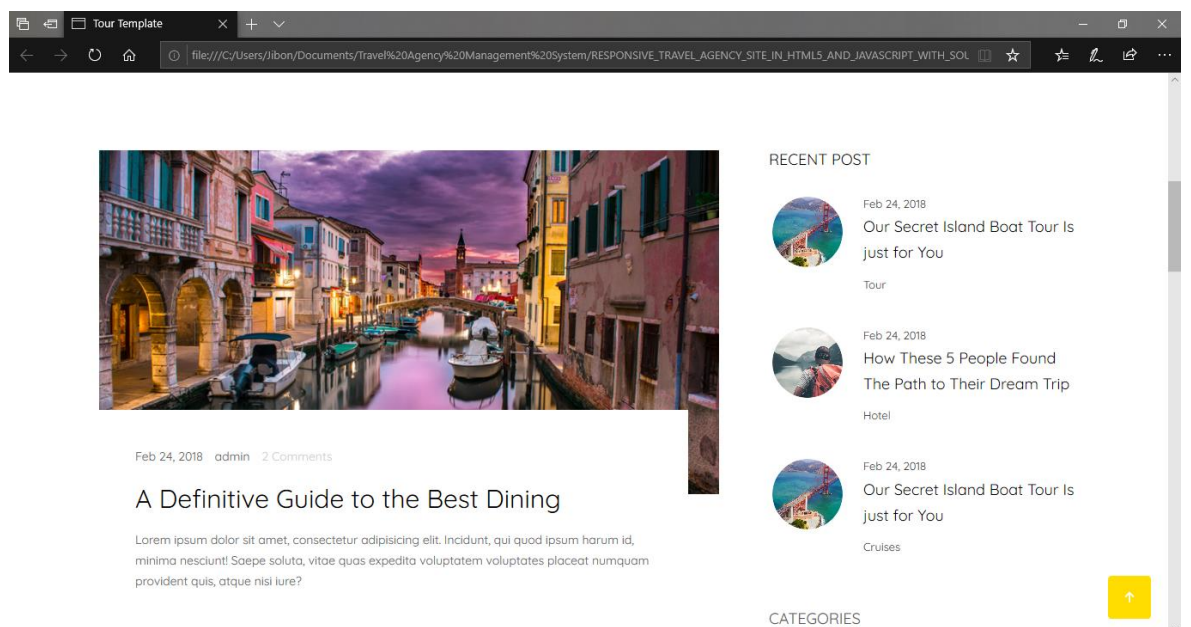 Tour Template
file:///C:/Users/Jibon/Documents/Travel%20Agency%20Management%20System/RESPONSIVE_TRAVEL_AGENCY_SITE_IN_HTML5_AND_JAVASCRIPT_WITH_SOU
Feb 24, 2018 admin 2 Comments
A Definitive Guide to the Best Dining
Lorem ipsum dolor sit amet, consectetur adipisicing elit. Incidunt, qui quod ipsum harum id,
minima nesciunt! Saepe soluta, vitae quas expedita voluptatem voluptates placeat numquam
provident quis, atque nisi iure?
RECENT POST
Feb 24, 2018
Our Secret Island Boat Tour Is
just for You
Tour
Feb 24, 2018
How These 5 People Found
The Path to Their Dream Trip
Hotel
Feb 24, 2018
Our Secret Island Boat Tour Is
just for You
Cruises
CATEGORIES